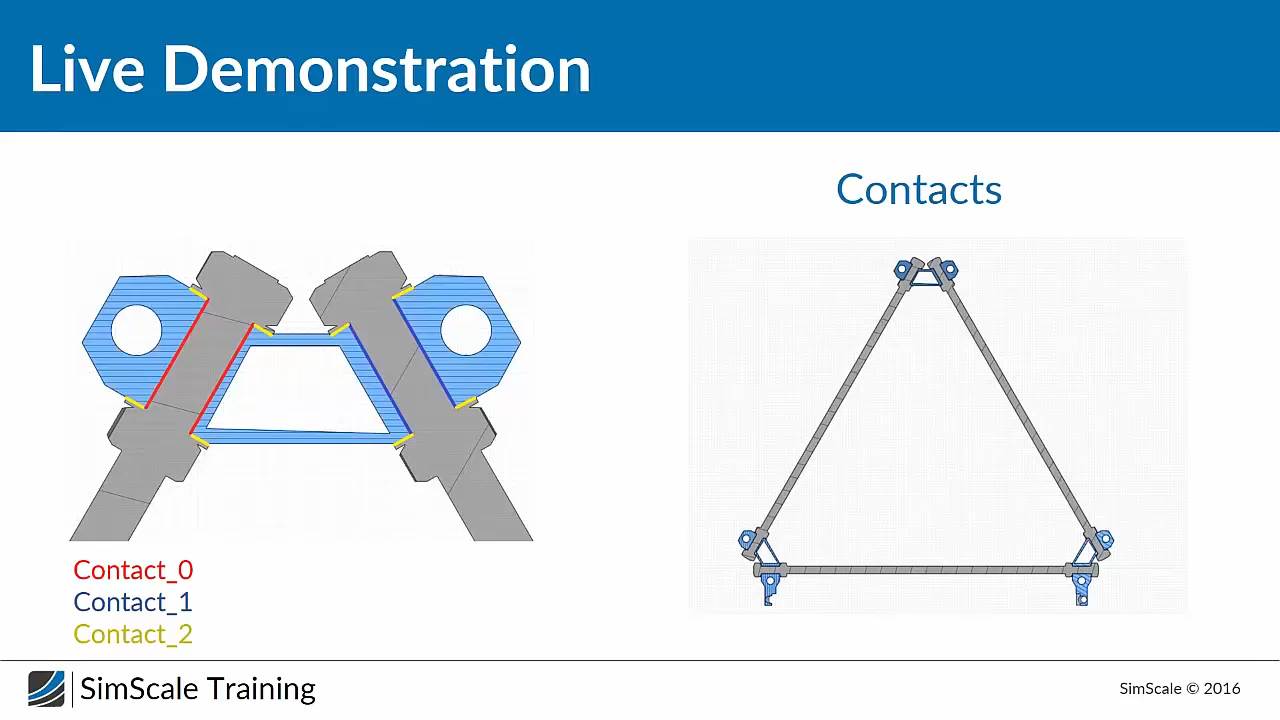 Live Demonstration
Contacts
Contact_0
Contact_1
Contact_2
SimScale Training
SimScale © 2016